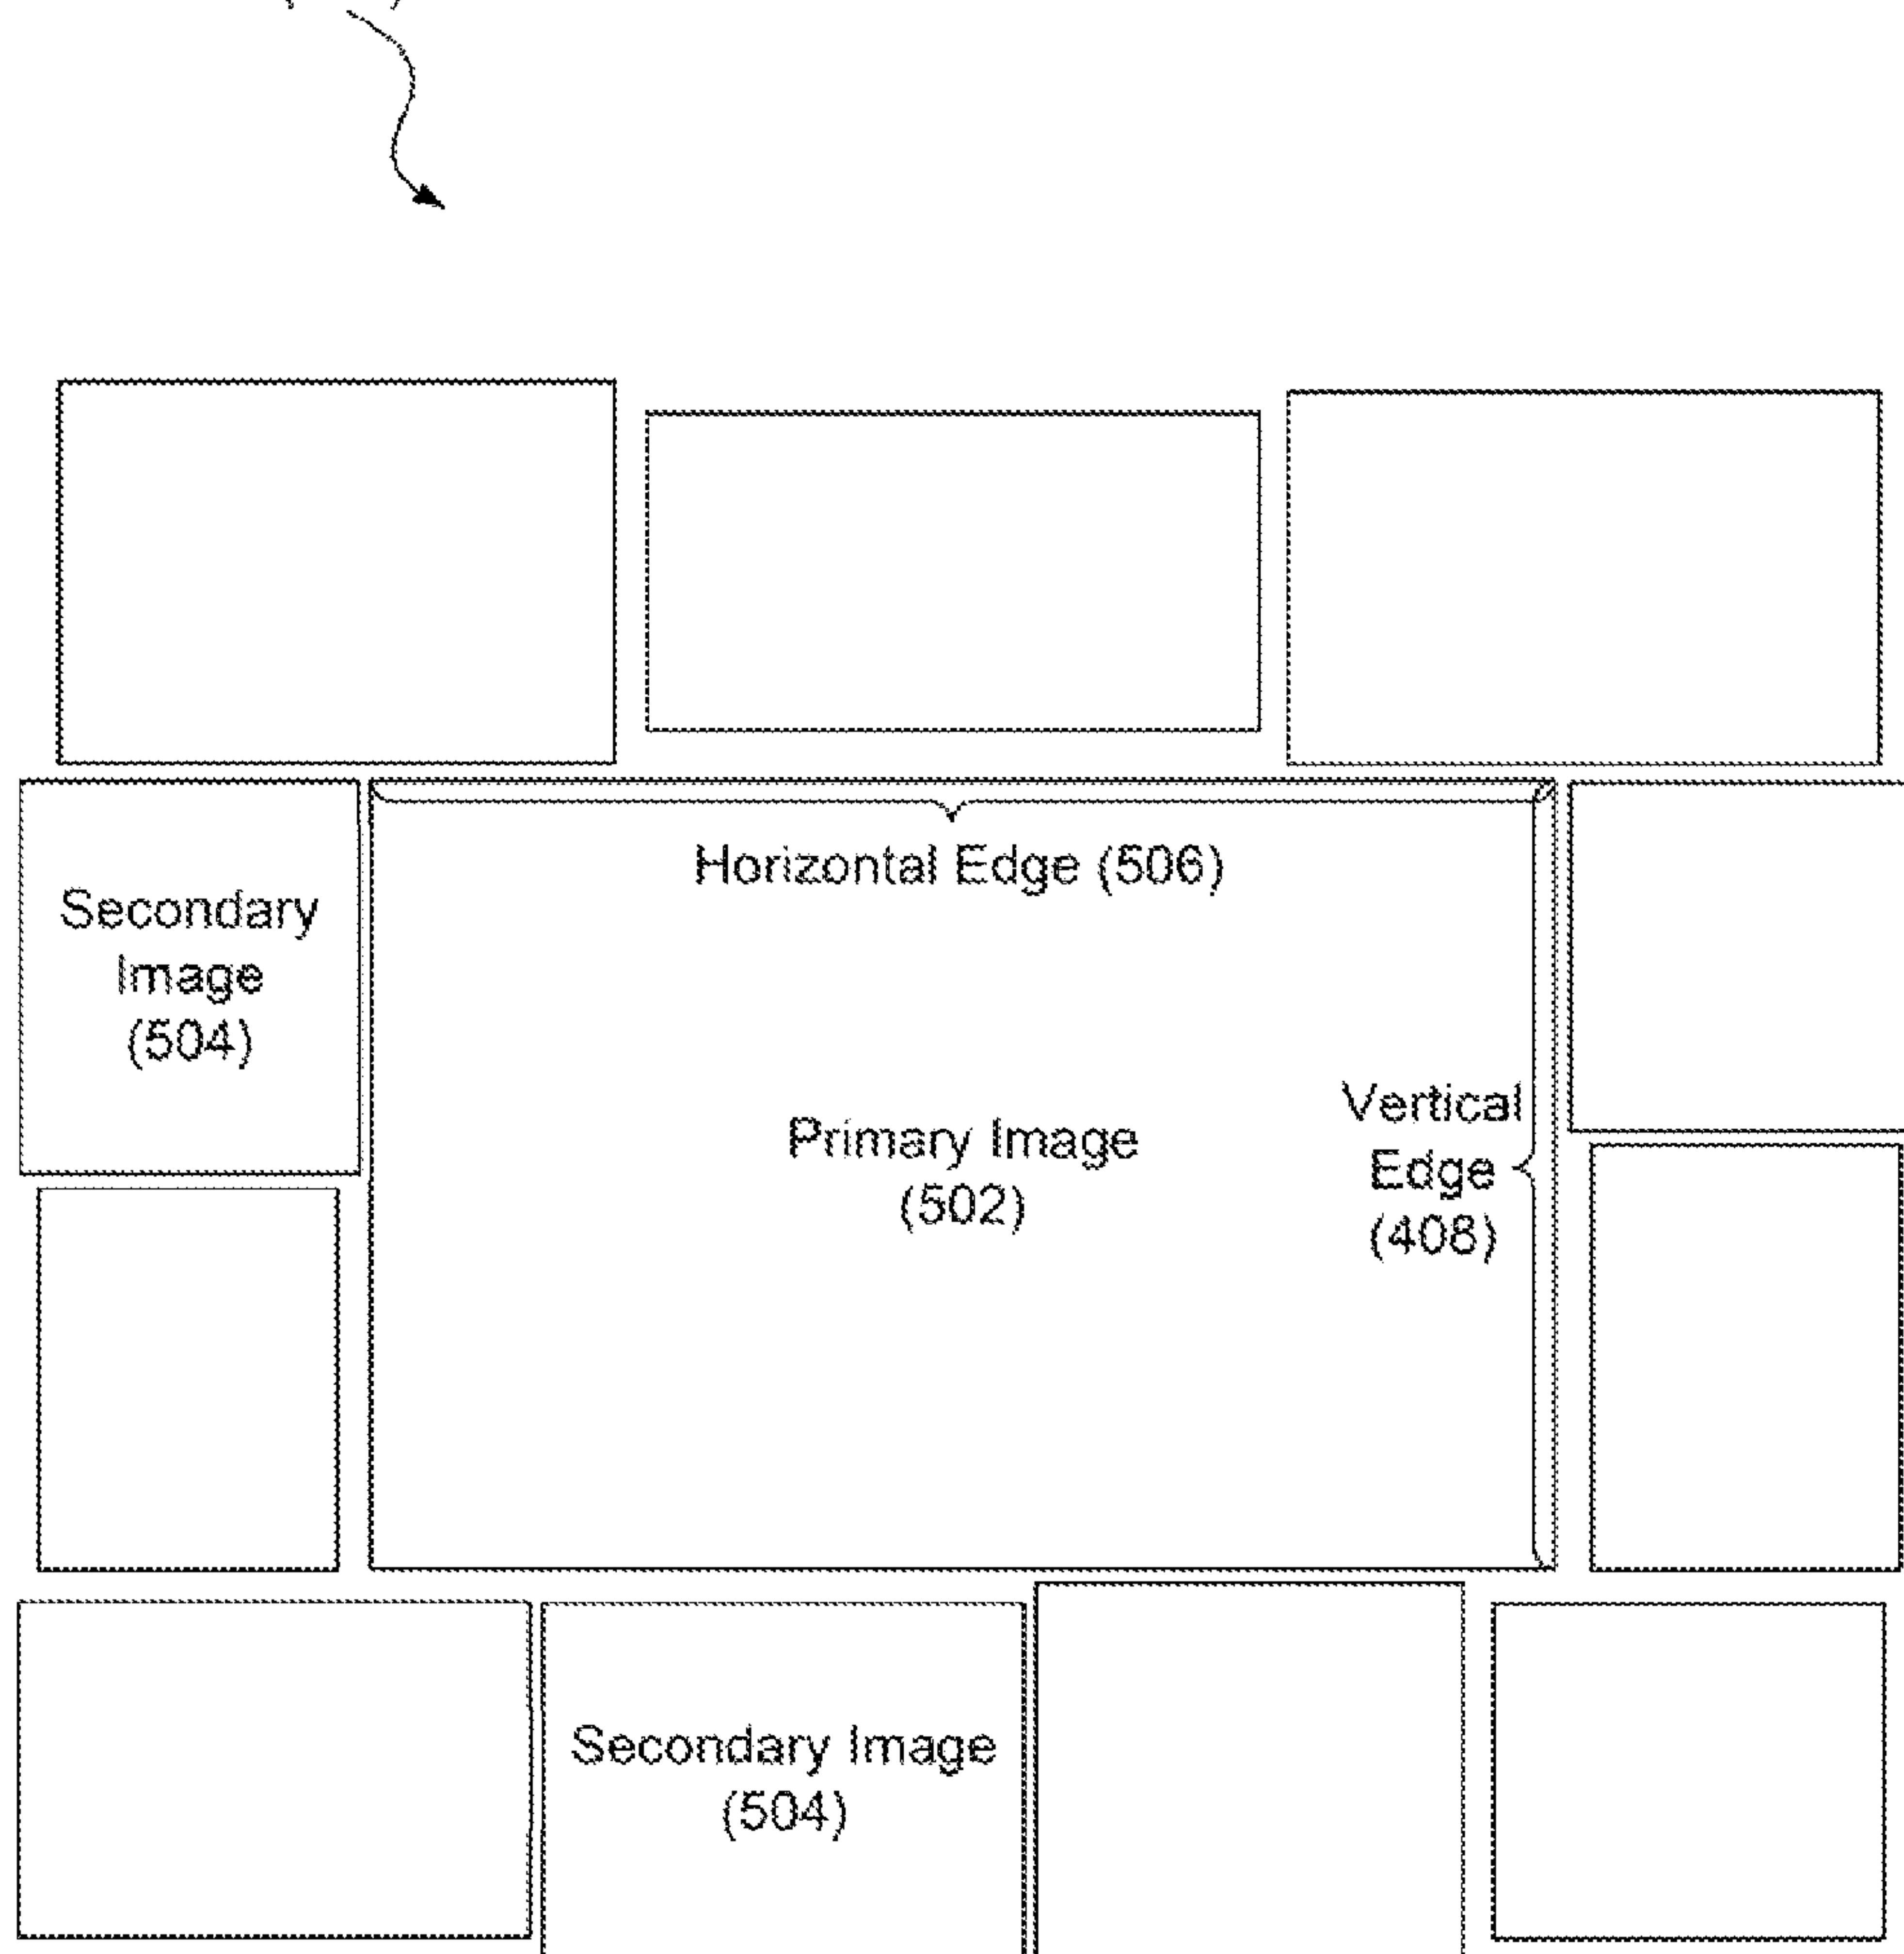 Horizontal Edge (506)
Secondary
Image
(504)
Primary Image
(502)
Vertical
Edge
(408)
Secondary Image
(504)